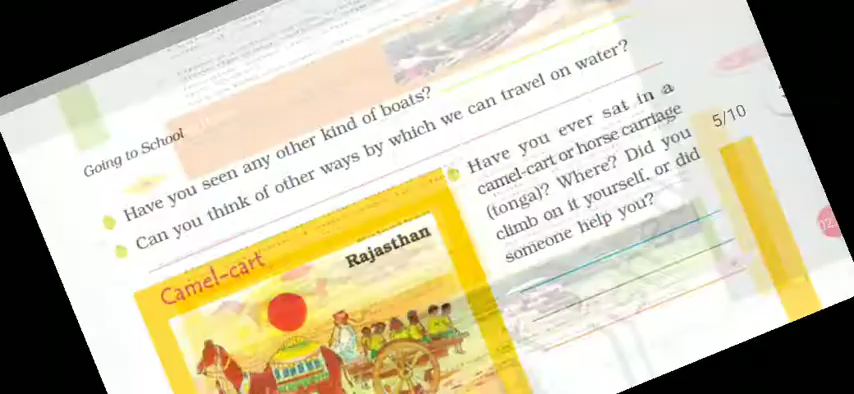 Going to School
Have you seen any other kind of boats?
Can you think of other ways by which we can travel on water?
Have you ever sat in a
camel-cart or horse carriage
(tonga)? Where? Did you
climb on it yourself, or did
someone help you?
5/10
Camel-cart
Rajasthan